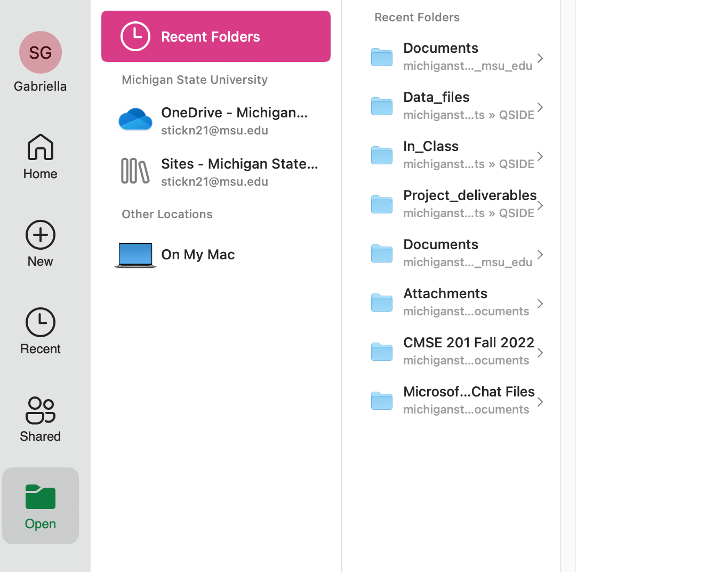 SG
Gabriella
Home
New
Recent
Shared
Open
Recent Folders
Michigan State University
OneDrive - Michigan...
stickn21@msu.edu
Sites - Michigan State...
stickn21@msu.edu
Other Locations
On My Mac
Recent Folders
Documents
michiganst..._msu_edu
Data_files
michiganst...ts » QSIDE
In_Class
michiganst...ts » QSIDE
Project_deliverables
michiganst...ts » QSIDE
Documents
michiganst..._msu_edu
Attachments
michiganst...ocuments
CMSE 201 Fall 2022
michiganst...ocuments
Microsof...Chat Files
michiganst...ocuments